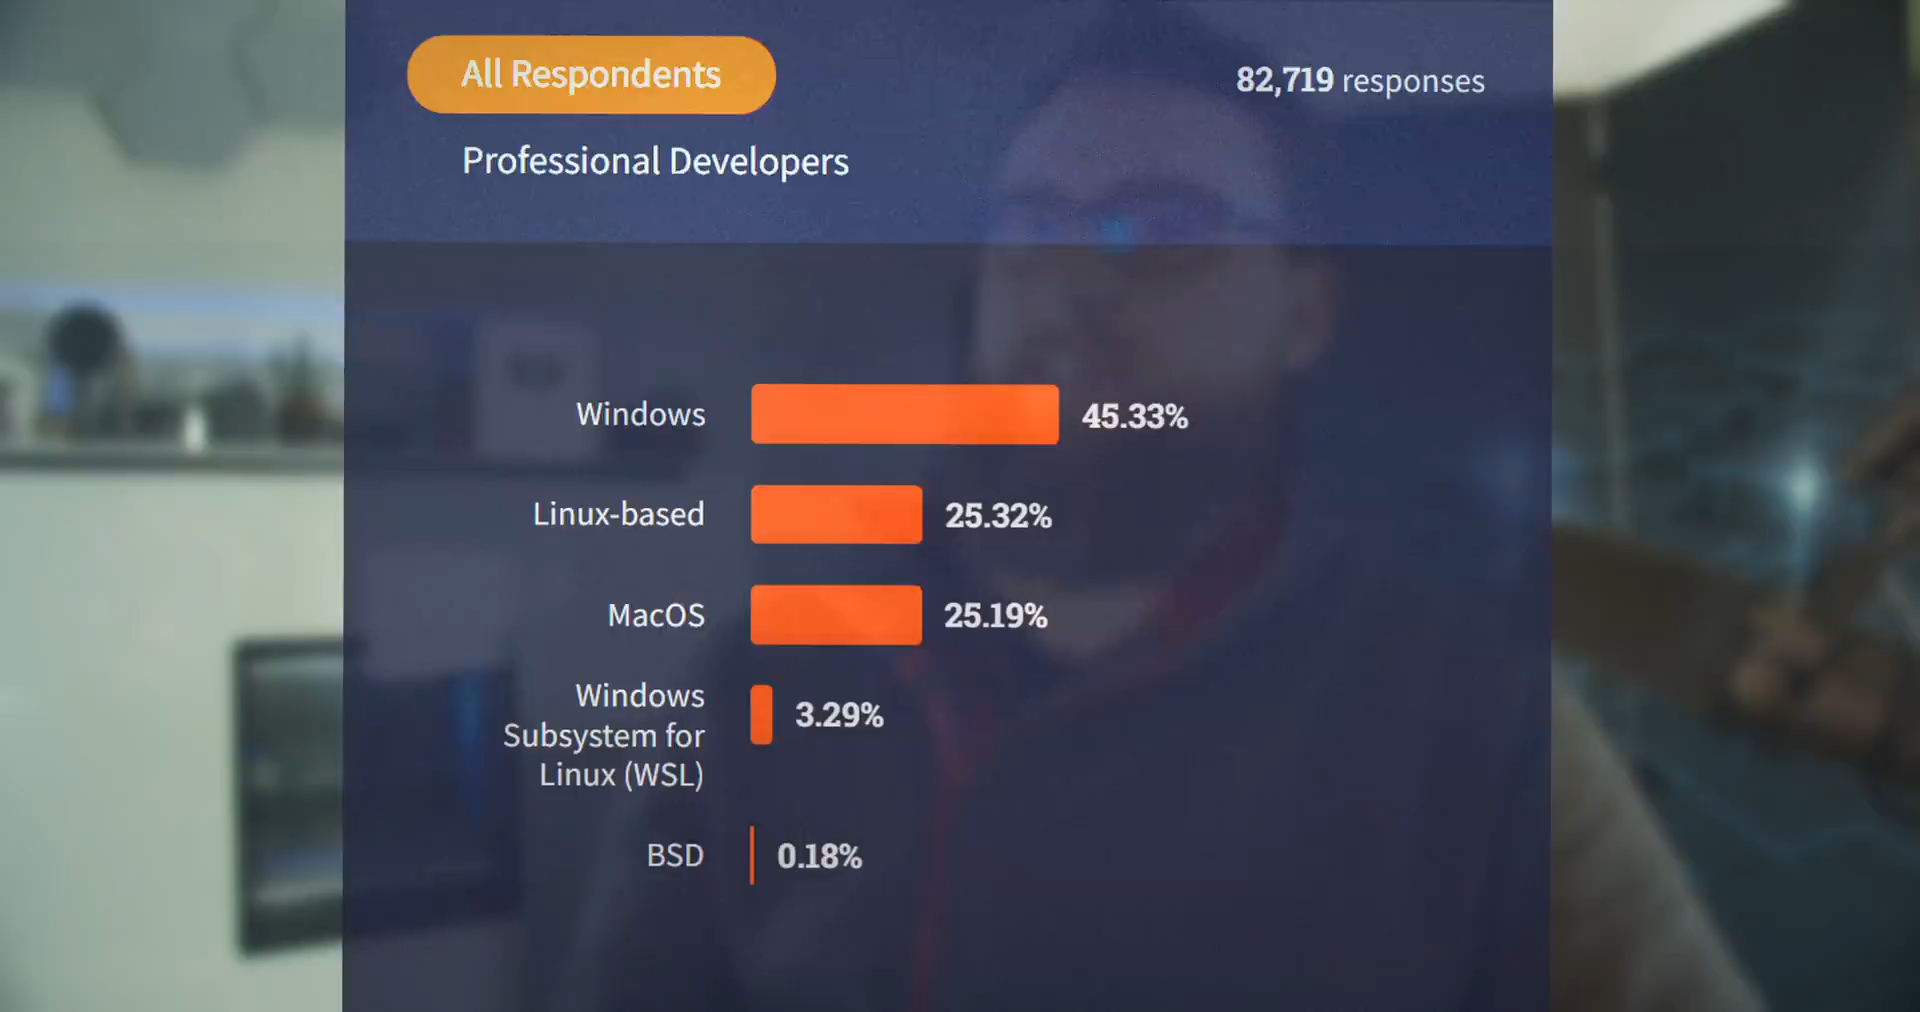 All Respondents
82,719 responses
Professional Developers
Windows 45.33%
Linux-based 25.32%
MacOS 25.19%
Windows
Subsystem for
Linux (WSL) 3.29%
BSD 0.18%